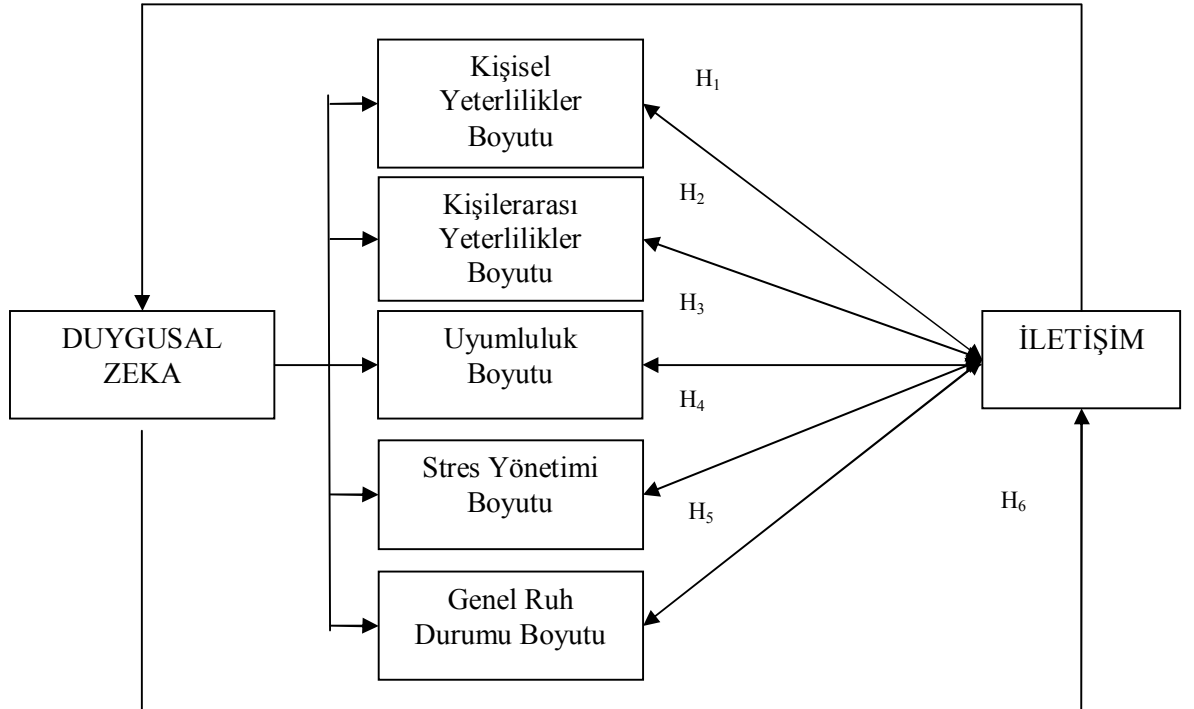 Kişisel
Yeterlilikler
Boyutu
H₁
Kişilerarası
Yeterlilikler
Boyutu
H₂
H₃
DUYGUSAL
ZEKA
Uyumluluk
Boyutu
İLETİŞİM
H₄
Stres Yönetimi
Boyutu
H₅
H₆
Genel Ruh
Durumu Boyutu